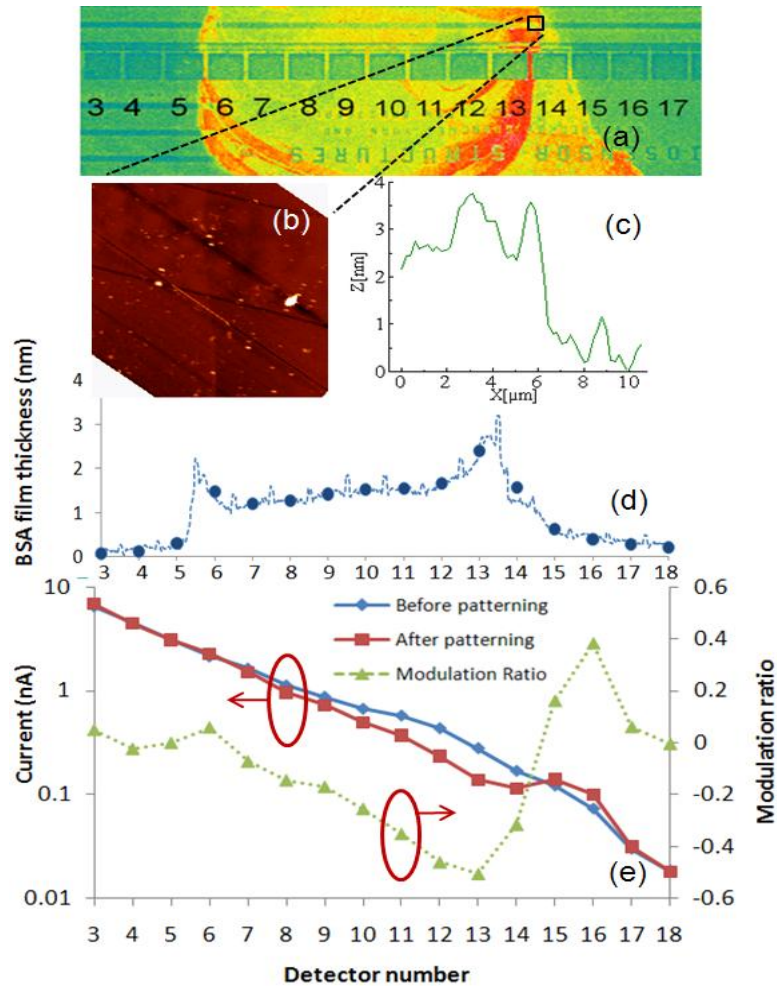 3 4 5 6 7 8 9 10 11 12 13 14 15 16 17
(a)
(b)
(c)
Z[nm]
4
3
2
1
0
0 2 4 6 8 10
X[μm]
BSA film thickness (nm)
4
3
2
1
0
(d)
3 4 5 6 7 8 9 10 11 12 13 14 15 16 17 18
Current (nA)
10
1
0.1
0.01
Before patterning
After patterning
Modulation Ratio
0.6
0.4
0.2
0
-0.2
-0.4
-0.6
Modulation ratio
(e)
3 4 5 6 7 8 9 10 11 12 13 14 15 16 17 18
Detector number